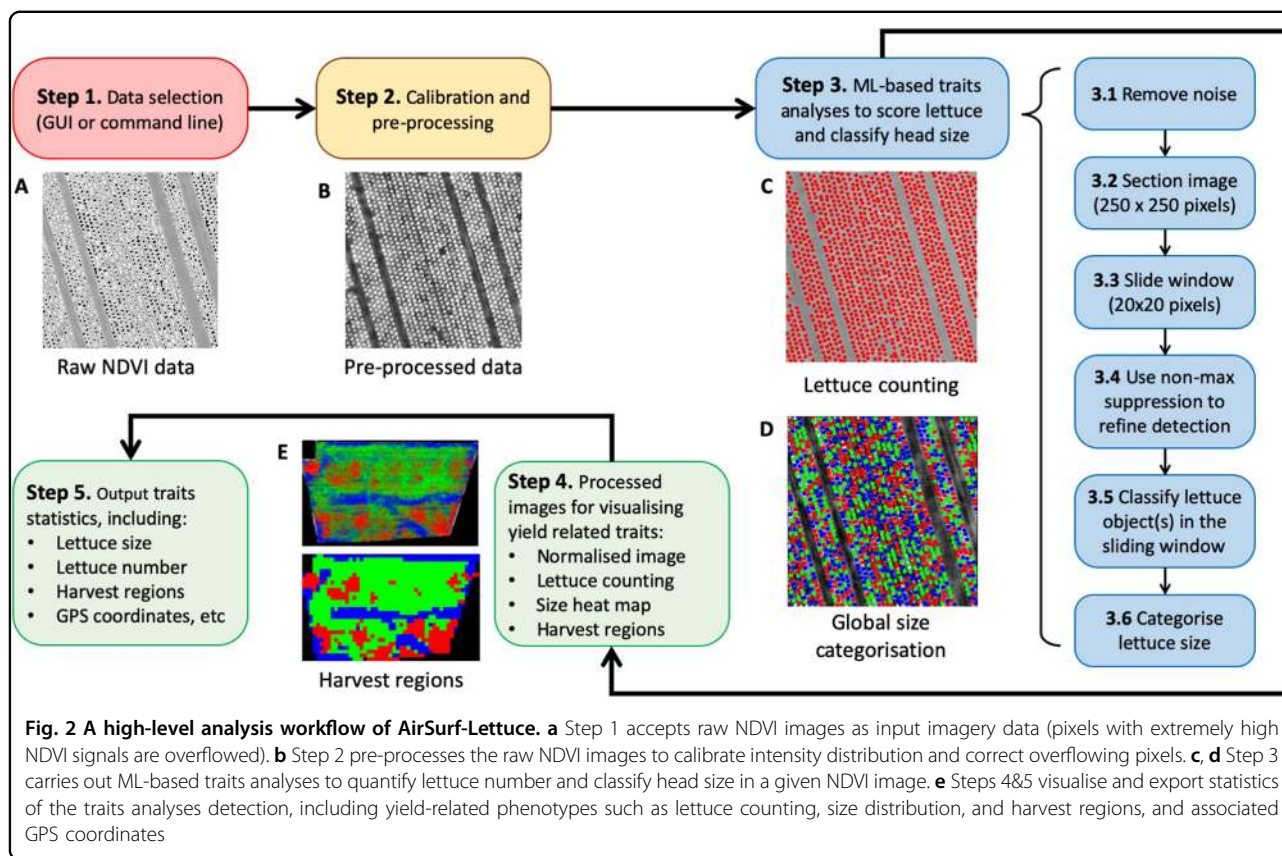 Step 1. Data selection
(GUI or command line)
Step 2. Calibration and
pre-processing
Step 3. ML-based traits
analyses to score lettuce
and classify head size
3.1 Remove noise
3.2 Section image
(250 x 250 pixels)
3.3 Slide window
(20x20 pixels)
3.4 Use non-max
suppression to
refine detection
3.5 Classify lettuce
object(s) in the
sliding window
3.6 Categorise
lettuce size
A
Raw NDVI data
B
Pre-processed data
C
Lettuce counting
D
Global size
categorisation
Step 4. Processed
images for visualising
yield related traits:
• Normalised image
• Lettuce counting
• Size heat map
• Harvest regions
E
Harvest regions
Step 5. Output traits
statistics, including:
• Lettuce size
• Lettuce number
• Harvest regions
• GPS coordinates, etc
Fig. 2 A high-level analysis workflow of AirSurf-Lettuce. a Step 1 accepts raw NDVI images as input imagery data (pixels with extremely high
NDVI signals are overflowed). b Step 2 pre-processes the raw NDVI images to calibrate intensity distribution and correct overflowing pixels. c, d Step 3
carries out ML-based traits analyses to quantify lettuce number and classify head size in a given NDVI image. e Steps 4&5 visualise and export statistics
of the traits analyses detection, including yield-related phenotypes such as lettuce counting, size distribution, and harvest regions, and associated
GPS coordinates